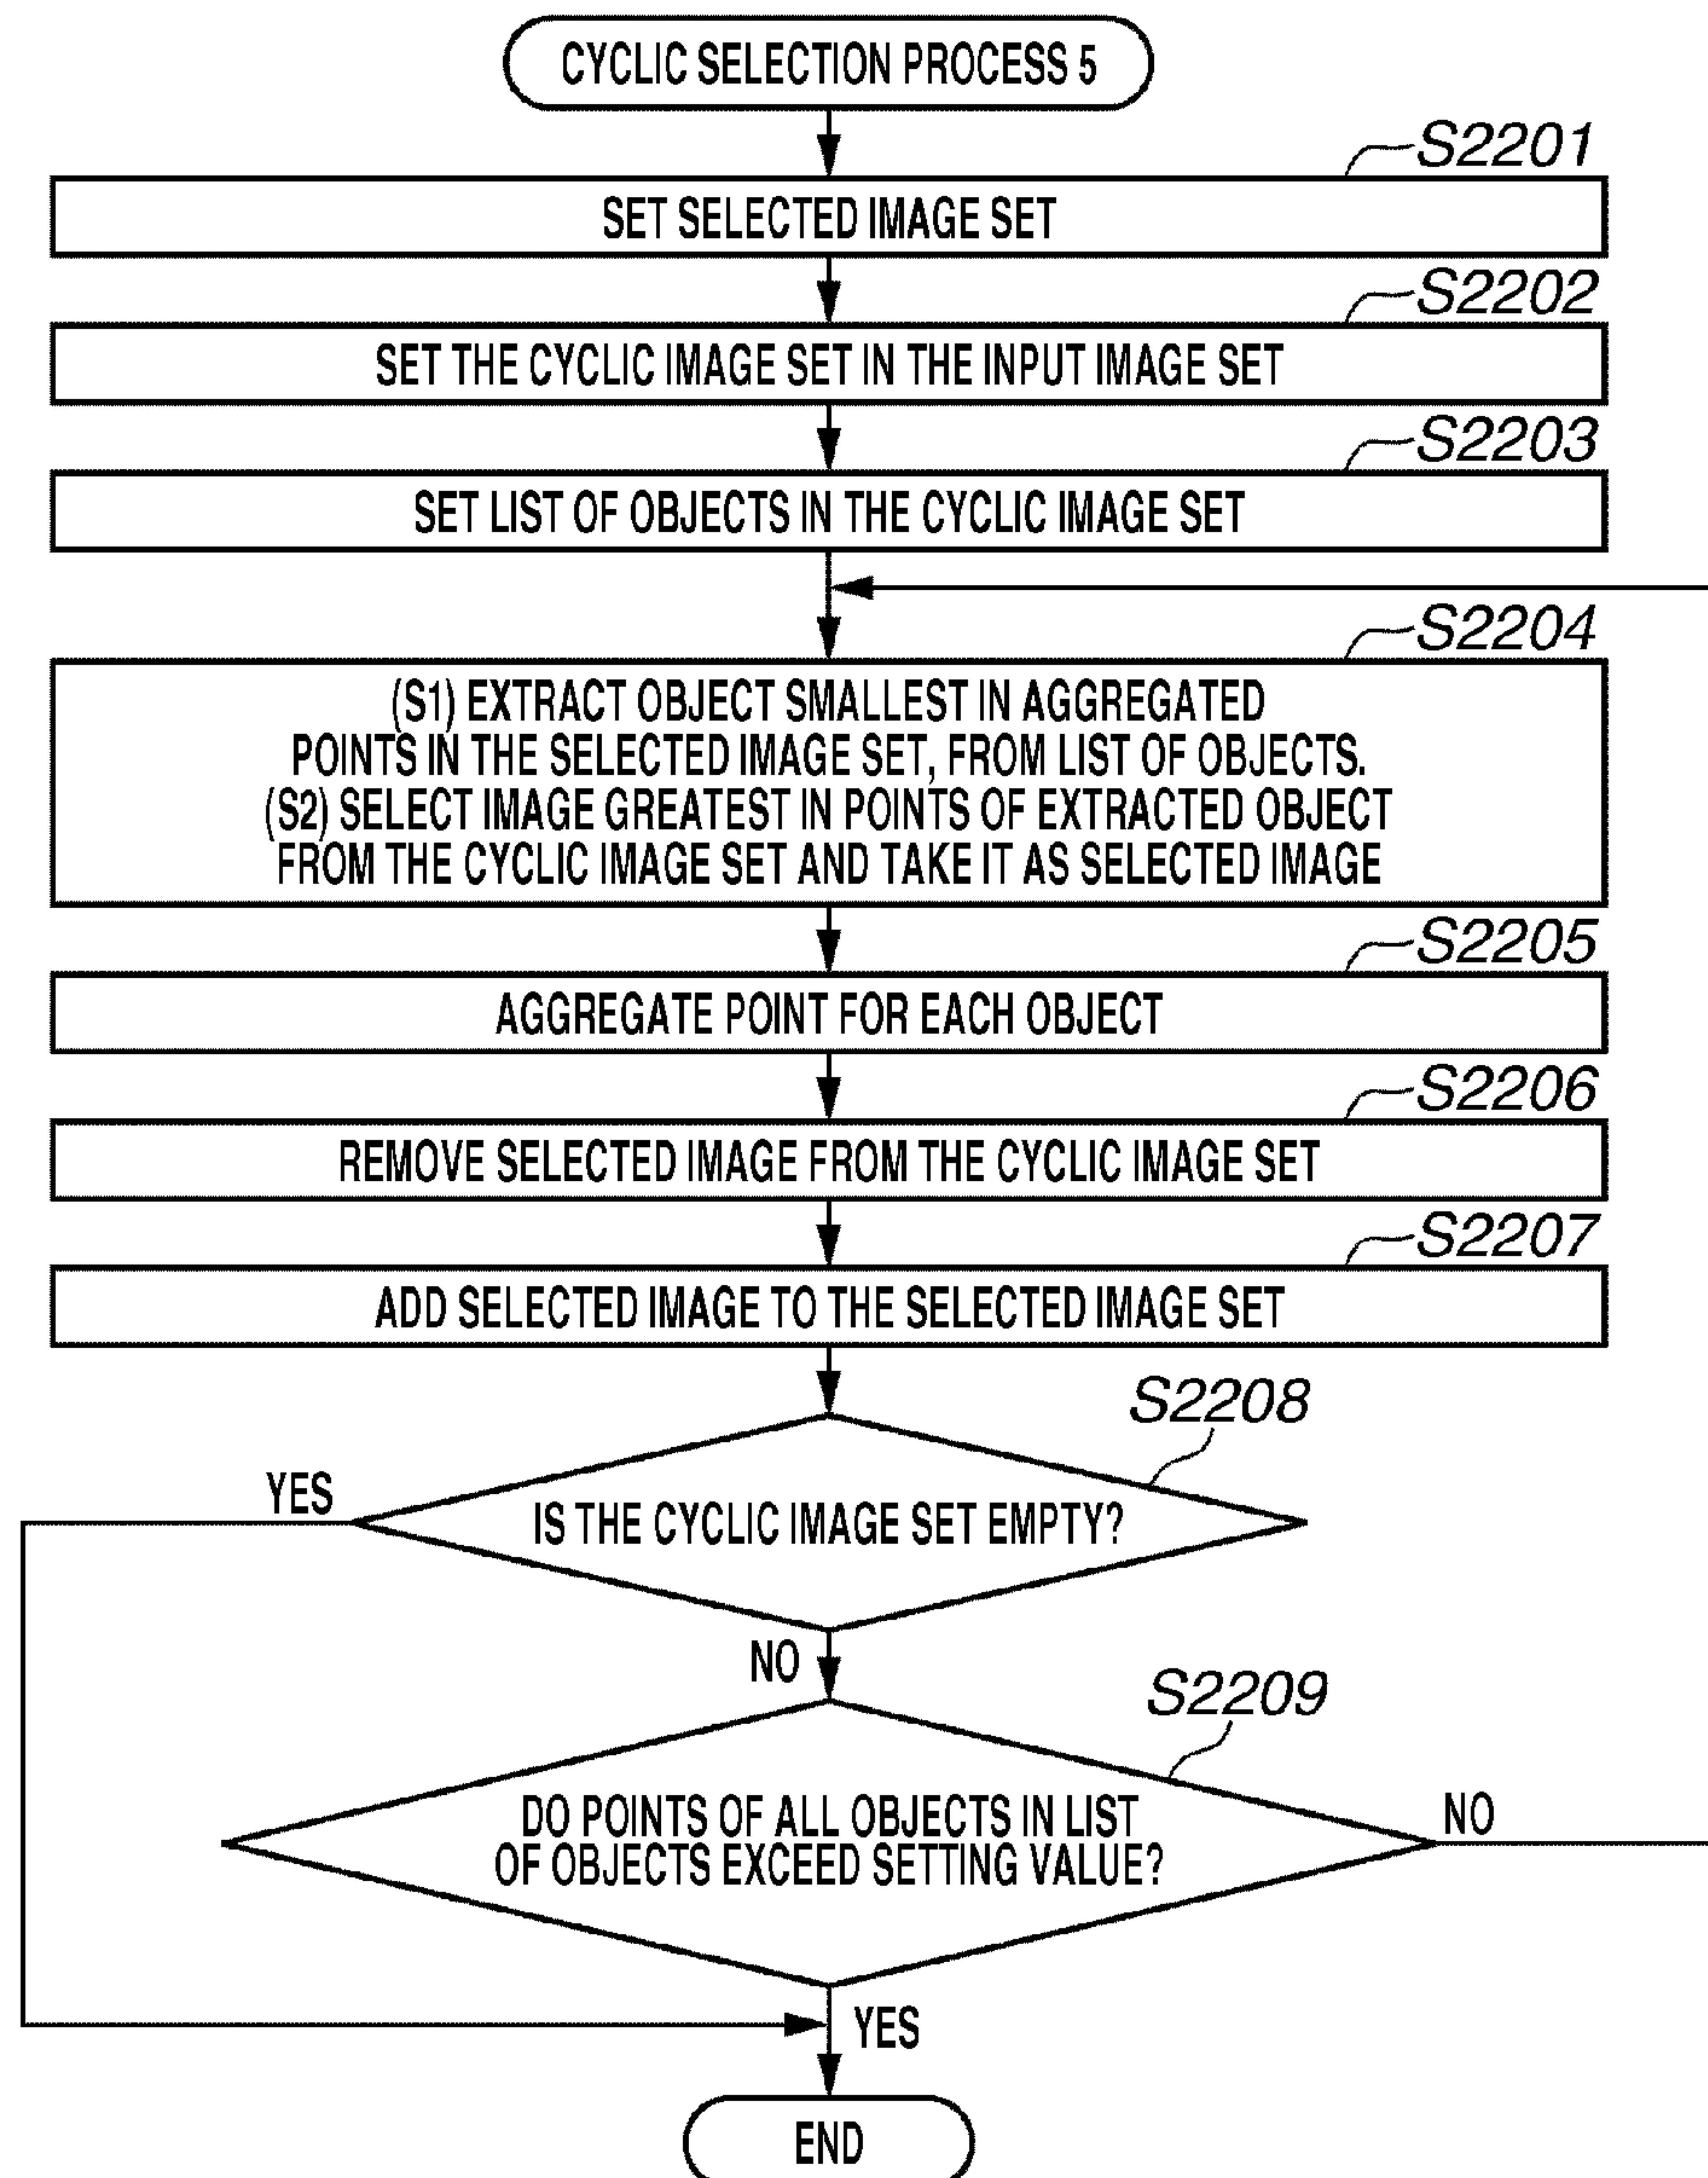 CYCLIC SELECTION PROCESS 5
S2201
SET SELECTED IMAGE SET
S2202
SET THE CYCLIC IMAGE SET IN THE INPUT IMAGE SET
S2203
SET LIST OF OBJECTS IN THE CYCLIC IMAGE SET
S2204
(S1) EXTRACT OBJECT SMALLEST IN AGGREGATED
POINTS IN THE SELECTED IMAGE SET, FROM LIST OF OBJECTS.
(S2) SELECT IMAGE GREATEST IN POINTS OF EXTRACTED OBJECT
FROM THE CYCLIC IMAGE SET AND TAKE IT AS SELECTED IMAGE
S2205
AGGREGATE POINT FOR EACH OBJECT
S2206
REMOVE SELECTED IMAGE FROM THE CYCLIC IMAGE SET
S2207
ADD SELECTED IMAGE TO THE SELECTED IMAGE SET
S2208
YES
IS THE CYCLIC IMAGE SET EMPTY?
NO
S2209
DO POINTS OF ALL OBJECTS IN LIST
OF OBJECTS EXCEED SETTING VALUE?
NO
YES
END